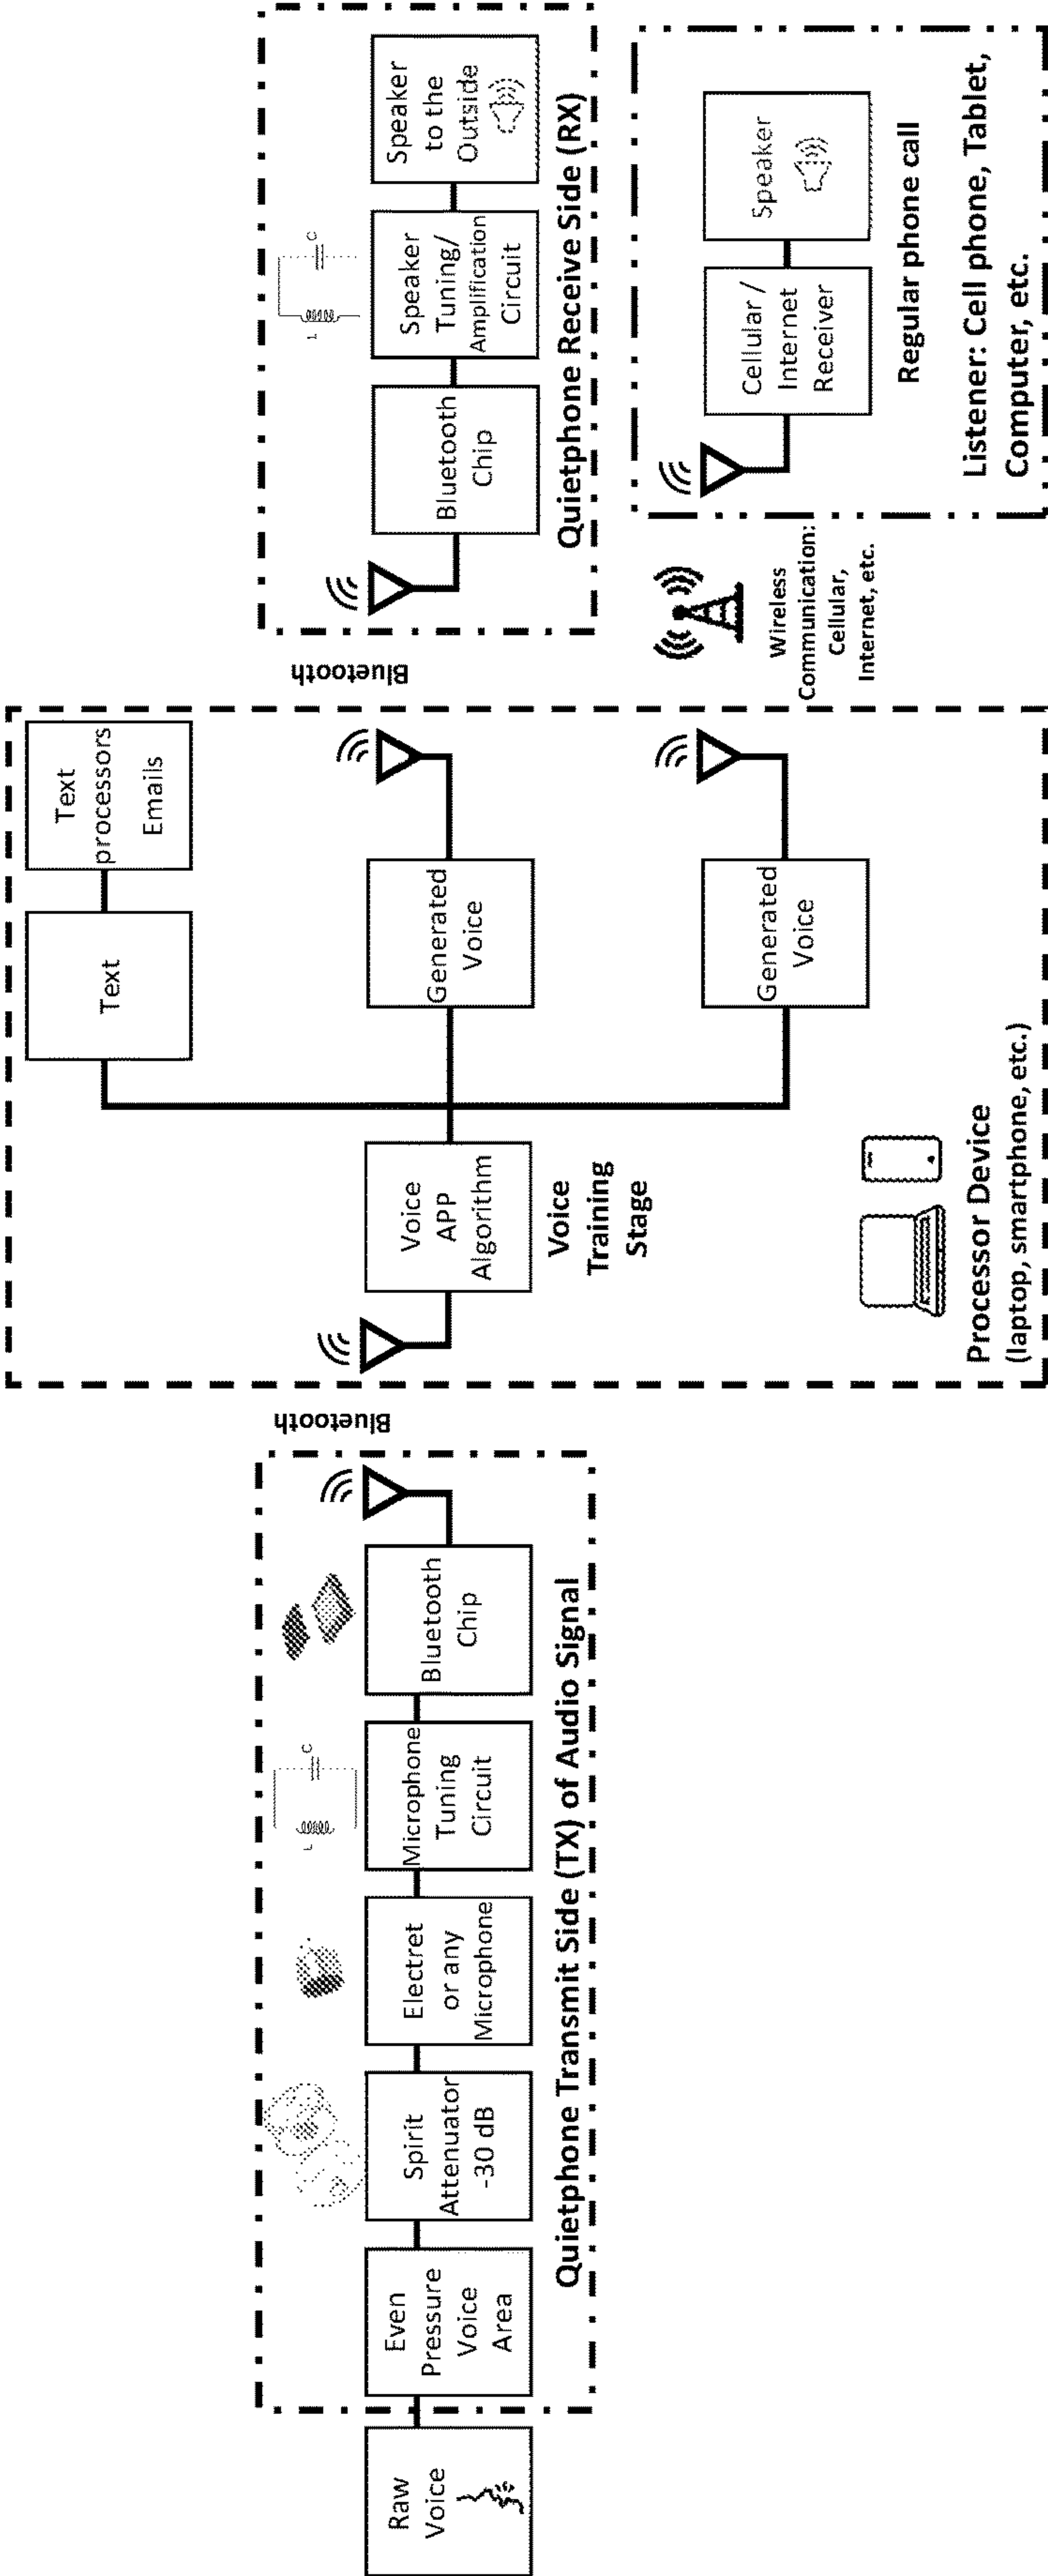 Raw
Voice
Even
Pressure
Voice
Area
Spirit
Attenuator
-30 dB
Electret
or any
Microphone
L
C
Microphone
Tuning
Circuit
Bluetooth
Chip
Quietphone Transmit Side (TX) of Audio Signal
Bluetooth
Voice
APP
Algorithm
Voice
Training
Stage
Text
Text
processors
Emails
Generated
Voice
Generated
Voice
Processor Device
(laptop, smartphone, etc.)
Bluetooth
Bluetooth
Chip
L
C
Speaker
Tuning/
Amplification
Circuit
Speaker
to the
Outside
Quietphone Receive Side (RX)
Wireless
Communication:
Cellular,
Internet, etc.
Cellular /
Internet
Receiver
Speaker
Regular phone call
Listener: Cell phone, Tablet,
Computer, etc.